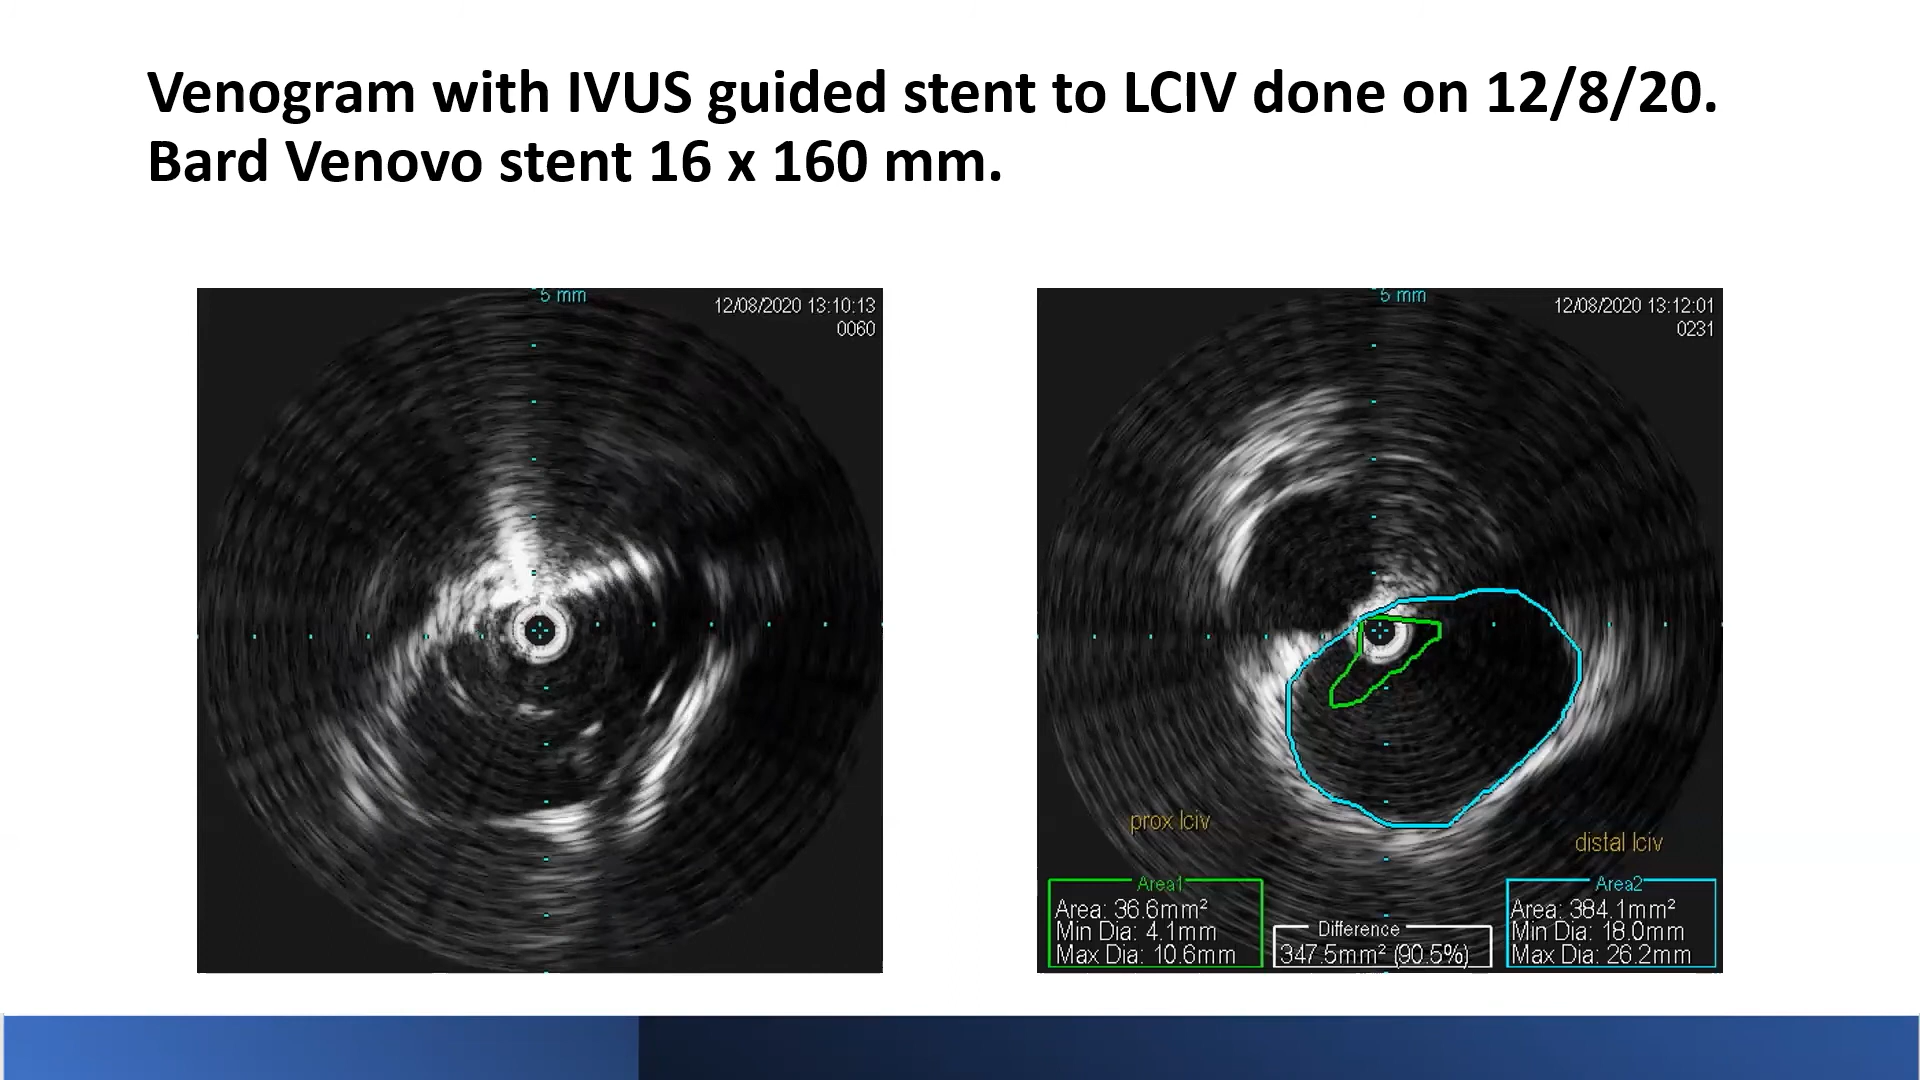 Venogram with IVUS guided stent to LCIV done on 12/8/20.
Bard Venovo stent 16 x 160 mm.
5 mm
12/08/2020 13:10:13
0060
5 mm
12/08/2020 13:12:01
0231
prox lciv
distal lciv
Area1
Area: 36.6mm²
Min Dia: 4.1mm
Max Dia: 10.6mm
Difference
347.5mm² (90.5%)
Area2
Area: 384.1mm²
Min Dia: 18.0mm
Max Dia: 26.2mm